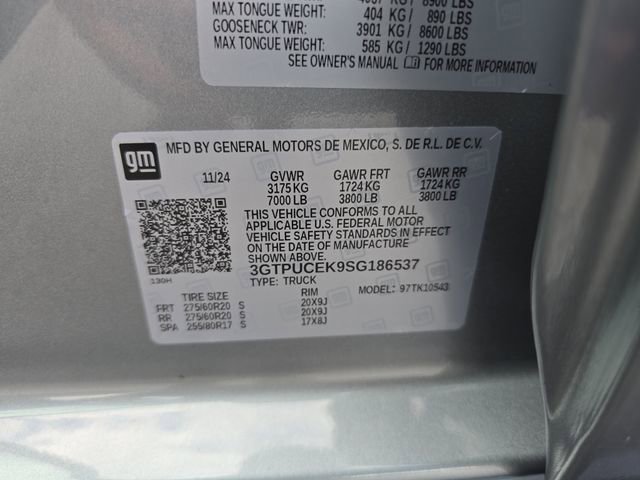 KG / 8900 LBS
MAX TONGUE WEIGHT: 404 KG / 890 LBS
GOOSENECK TWR: 3901 KG / 8600 LBS
MAX TONGUE WEIGHT: 585 KG / 1290 LBS
SEE OWNER'S MANUAL FOR MORE INFORMATION
gm
MFD BY GENERAL MOTORS DE MEXICO, S. DE R.L. DE C.V.
11/24 GVWR GAWR FRT GAWR RR
3175 KG 1724 KG 1724 KG
7000 LB 3800 LB 3800 LB
THIS VEHICLE CONFORMS TO ALL
APPLICABLE U.S. FEDERAL MOTOR
VEHICLE SAFETY STANDARDS IN EFFECT
ON THE DATE OF MANUFACTURE
SHOWN ABOVE.
3GTPUCEK9SG186537
130H TYPE: TRUCK MODEL: 97TK10543
TIRE SIZE RIM
FRT 275/60R20 S 20X9J
RR 275/60R20 S 20X9J
SPA 255/80R17 S 17X8J